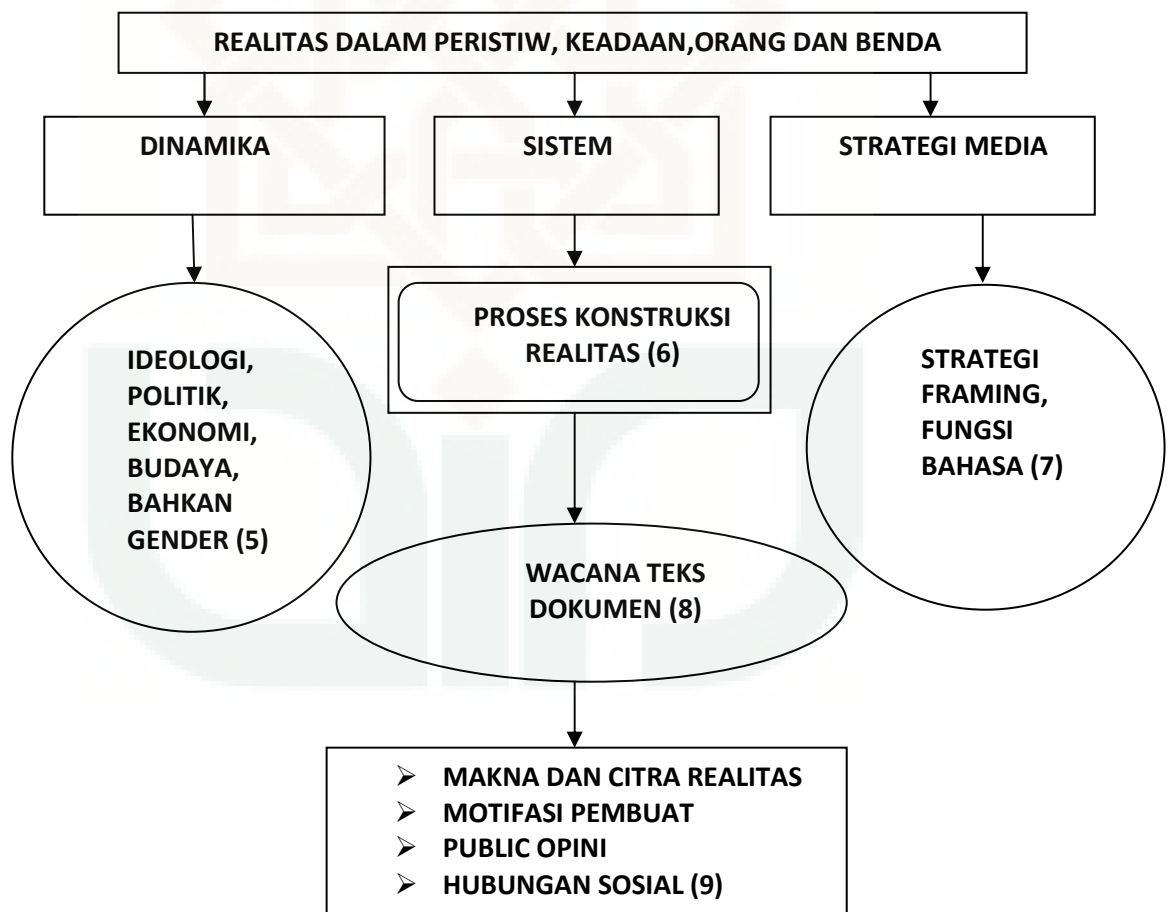 REALITAS DALAM PERISTIW, KEADAAN,ORANG DAN BENDA
DINAMIKA
SISTEM
STRATEGI MEDIA
IDEOLOGI,
POLITIK,
EKONOMI,
BUDAYA,
BAHKAN
GENDER (5)
PROSES KONSTRUKSI
REALITAS (6)
STRATEGI
FRAMING,
FUNGSI
BAHASA (7)
WACANA TEKS
DOKUMEN (8)
➢ MAKNA DAN CITRA REALITAS
➢ MOTIFASI PEMBUAT
➢ PUBLIC OPINI
➢ HUBUNGAN SOSIAL (9)